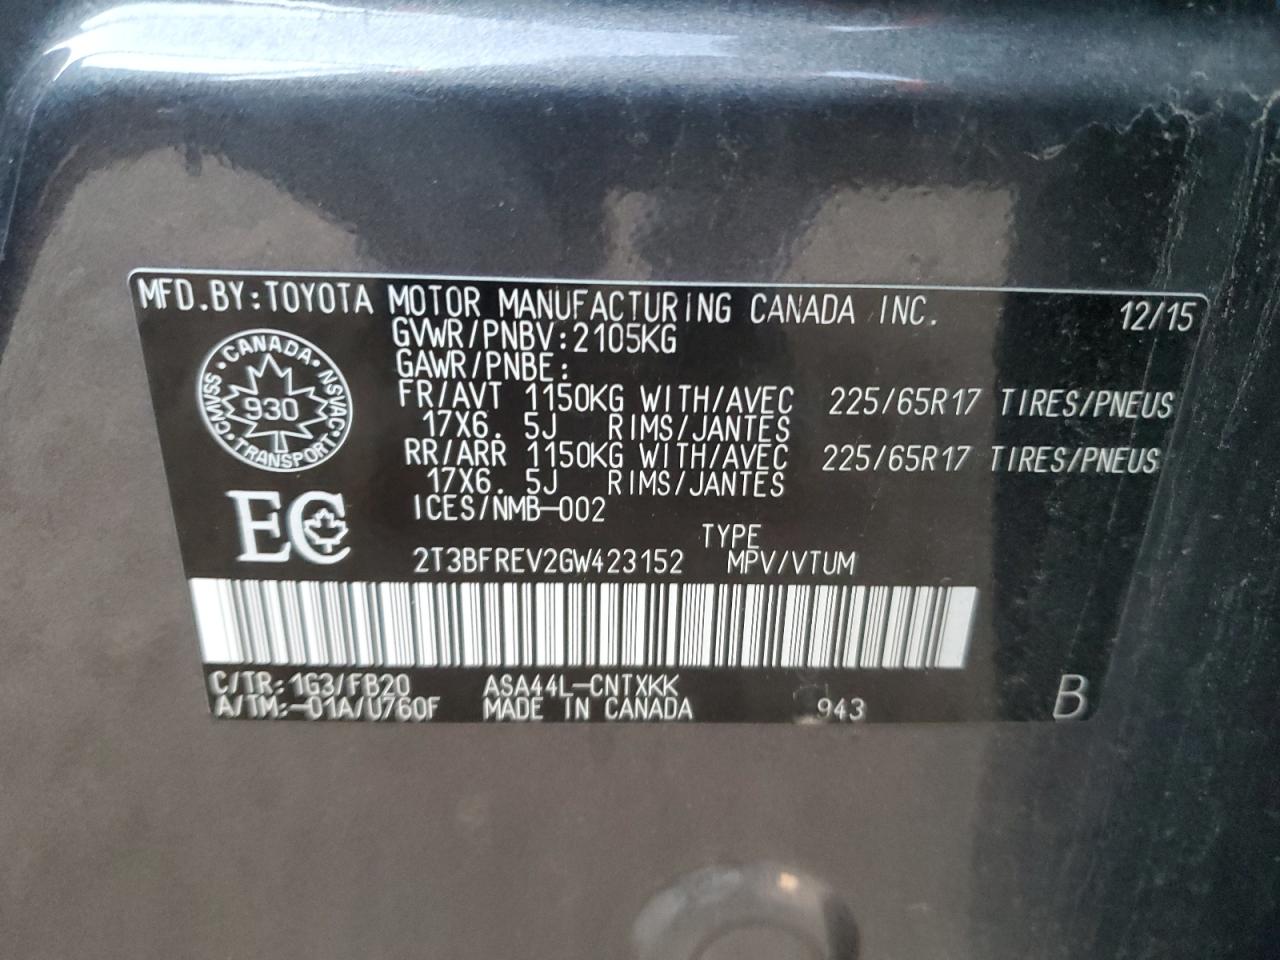 MFD.BY:TOYOTA MOTOR MANUFACTURING CANADA INC. 12/15
GVWR/PNBV:2105KG
GAWR/PNBE:
FR/AVT 1150KG WITH/AVEC 225/65R17 TIRES/PNEUS
17X6. 5J RIMS/JANTES
RR/ARR 1150KG WITH/AVEC 225/65R17 TIRES/PNEUS
17X6. 5J RIMS/JANTES
ICES/NMB-002
CANADA
CMVSS 930 NSVAC
TRANSPORT
EC
TYPE
2T3BFREV2GW423152 MPV/VTUM
C/TR:1G3/FB20 ASA44L-CNTXKK
A/TM:-01A/U760F MADE IN CANADA 943 B